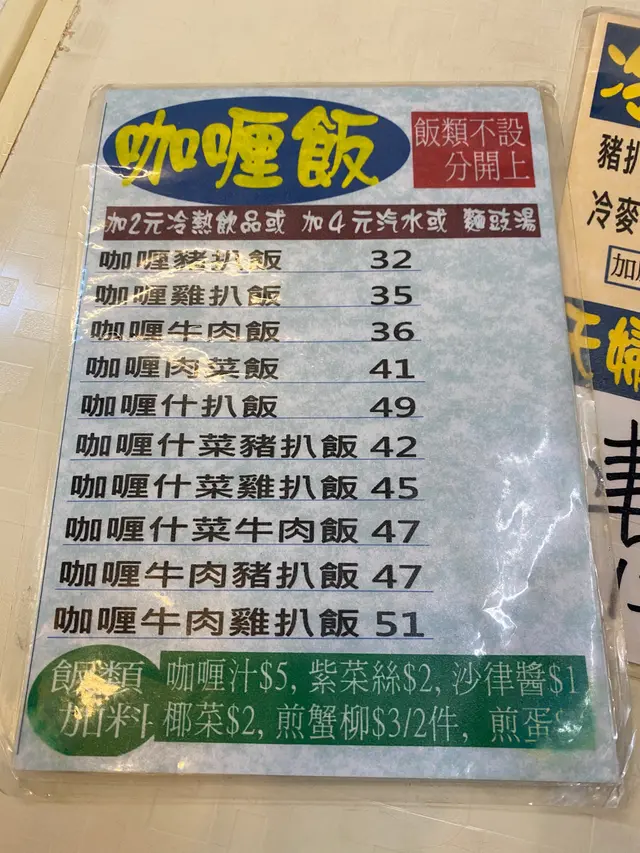 咖喱飯
飯類不設
分開上
加2元冷熱飲品或 加4元汽水或 麵豉湯
咖喱豬扒飯 32
咖喱雞扒飯 35
咖喱牛肉飯 36
咖喱肉菜飯 41
咖喱什扒飯 49
咖喱什菜豬扒飯 42
咖喱什菜雞扒飯 45
咖喱什菜牛肉飯 47
咖喱牛肉豬扒飯 47
咖喱牛肉雞扒飯 51
飯類
加料
咖喱汁$5, 紫菜絲$2, 沙律醬$1
椰菜$2, 煎蟹柳$3/2件, 煎蛋
冷
豬扒
冷麥
加
夫婦